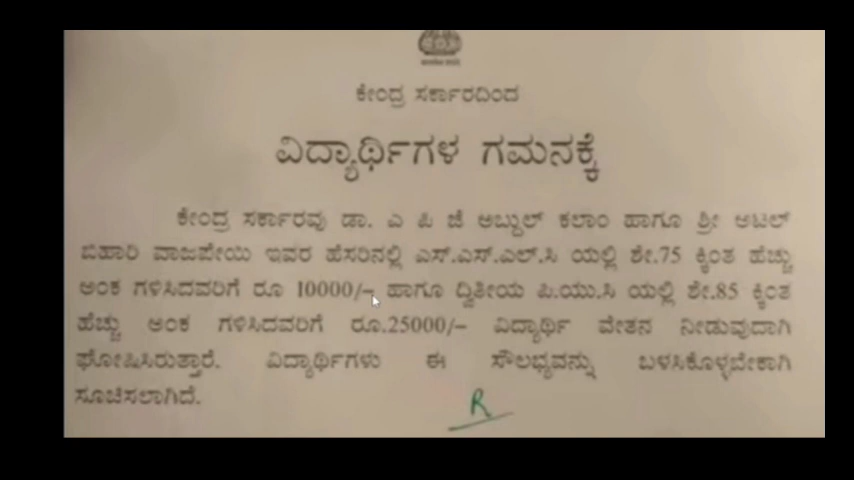 ಕೇಂದ್ರ ಸರ್ಕಾರದಿಂದ
ವಿದ್ಯಾರ್ಥಿಗಳ ಗಮನಕ್ಕೆ
ಕೇಂದ್ರ ಸರ್ಕಾರವು ಡಾ. ಎ ಪಿ ಜೆ ಅಬ್ದುಲ್ ಕಲಾಂ ಹಾಗೂ ಶ್ರೀ ಅಟಲ್
ಬಿಹಾರಿ ವಾಜಪೇಯಿ ಇವರ ಹೆಸರಿನಲ್ಲಿ ಎಸ್.ಎಸ್.ಎಲ್.ಸಿ ಯಲ್ಲಿ ಶೇ.75 ಕ್ಕಿಂತ ಹೆಚ್ಚು
ಅಂಕ ಗಳಿಸಿದವರಿಗೆ ರೂ 10000/- ಹಾಗೂ ದ್ವಿತೀಯ ಪಿ.ಯು.ಸಿ ಯಲ್ಲಿ ಶೇ.85 ಕ್ಕಿಂತ
ಹೆಚ್ಚು ಅಂಕ ಗಳಿಸಿದವರಿಗೆ ರೂ.25000/- ವಿದ್ಯಾರ್ಥಿ ವೇತನ ನೀಡುವುದಾಗಿ
ಘೋಷಿಸಿರುತ್ತಾರೆ. ವಿದ್ಯಾರ್ಥಿಗಳು ಈ ಸೌಲಭ್ಯವನ್ನು ಬಳಸಿಕೊಳ್ಳಬೇಕಾಗಿ
ಸೂಚಿಸಲಾಗಿದೆ.
R